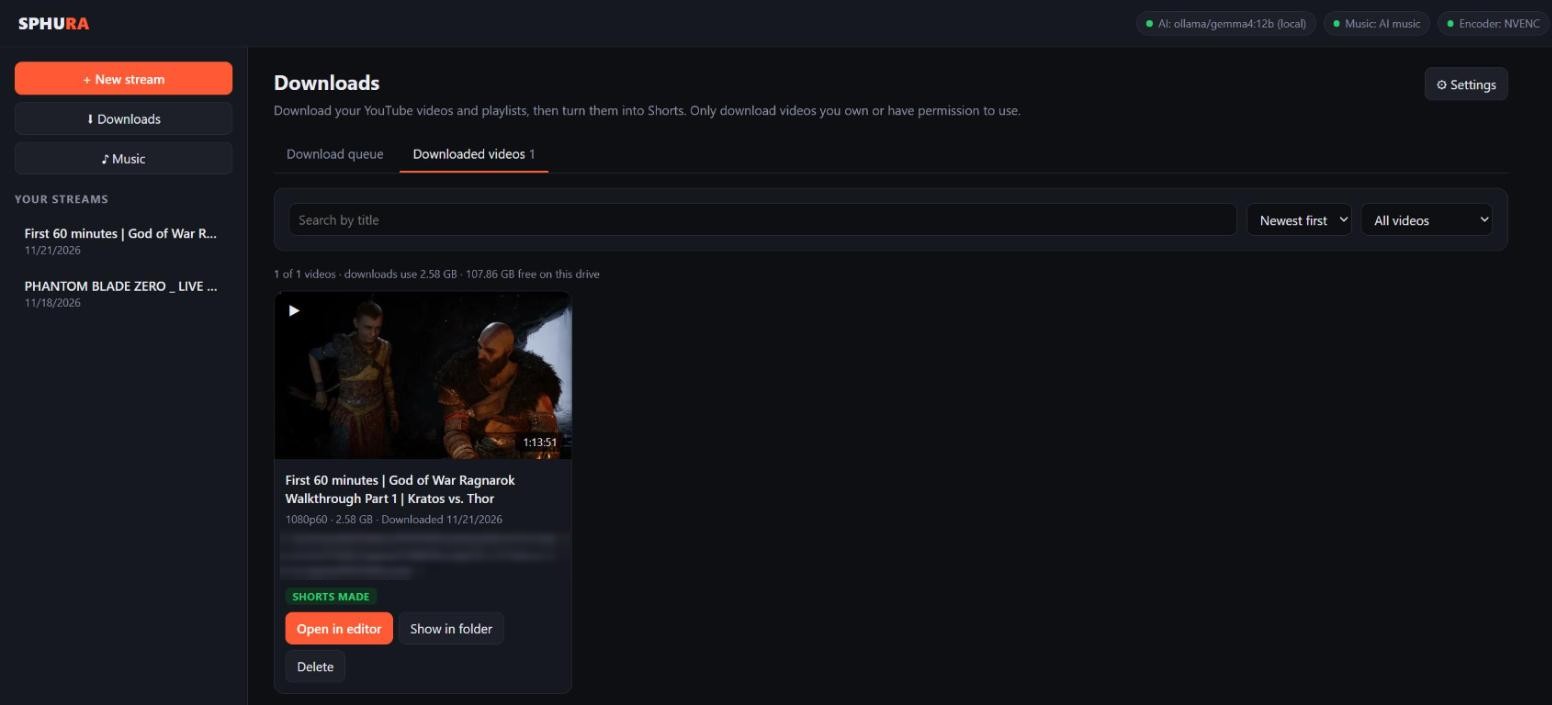 SPHURA
AI: ollama/gemma4:12b (local)
Music: AI music
Encoder: NVENC
+ New stream
⬇ Downloads
♪ Music
YOUR STREAMS
First 60 minutes | God of War R...
11/21/2026
PHANTOM BLADE ZERO _ LIVE ...
11/18/2026
Downloads
⚙ Settings
Download your YouTube videos and playlists, then turn them into Shorts. Only download videos you own or have permission to use.
Download queue
Downloaded videos 1
Search by title
Newest first
All videos
1 of 1 videos · downloads use 2.58 GB · 107.86 GB free on this drive
1:13:51
First 60 minutes | God of War Ragnarok
Walkthrough Part 1 | Kratos vs. Thor
1080p60 · 2.58 GB · Downloaded 11/21/2026
SHORTS MADE
Open in editor
Show in folder
Delete